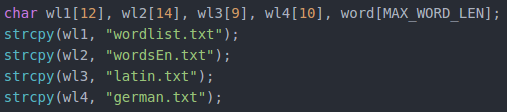 char wl1[12], wl2[14], wl3[9], wl4[10], word[MAX_WORD_LEN];
strcpy(wl1, "wordlist.txt");
strcpy(wl2, "wordsEn.txt");
strcpy(wl3, "latin.txt");
strcpy(wl4, "german.txt");